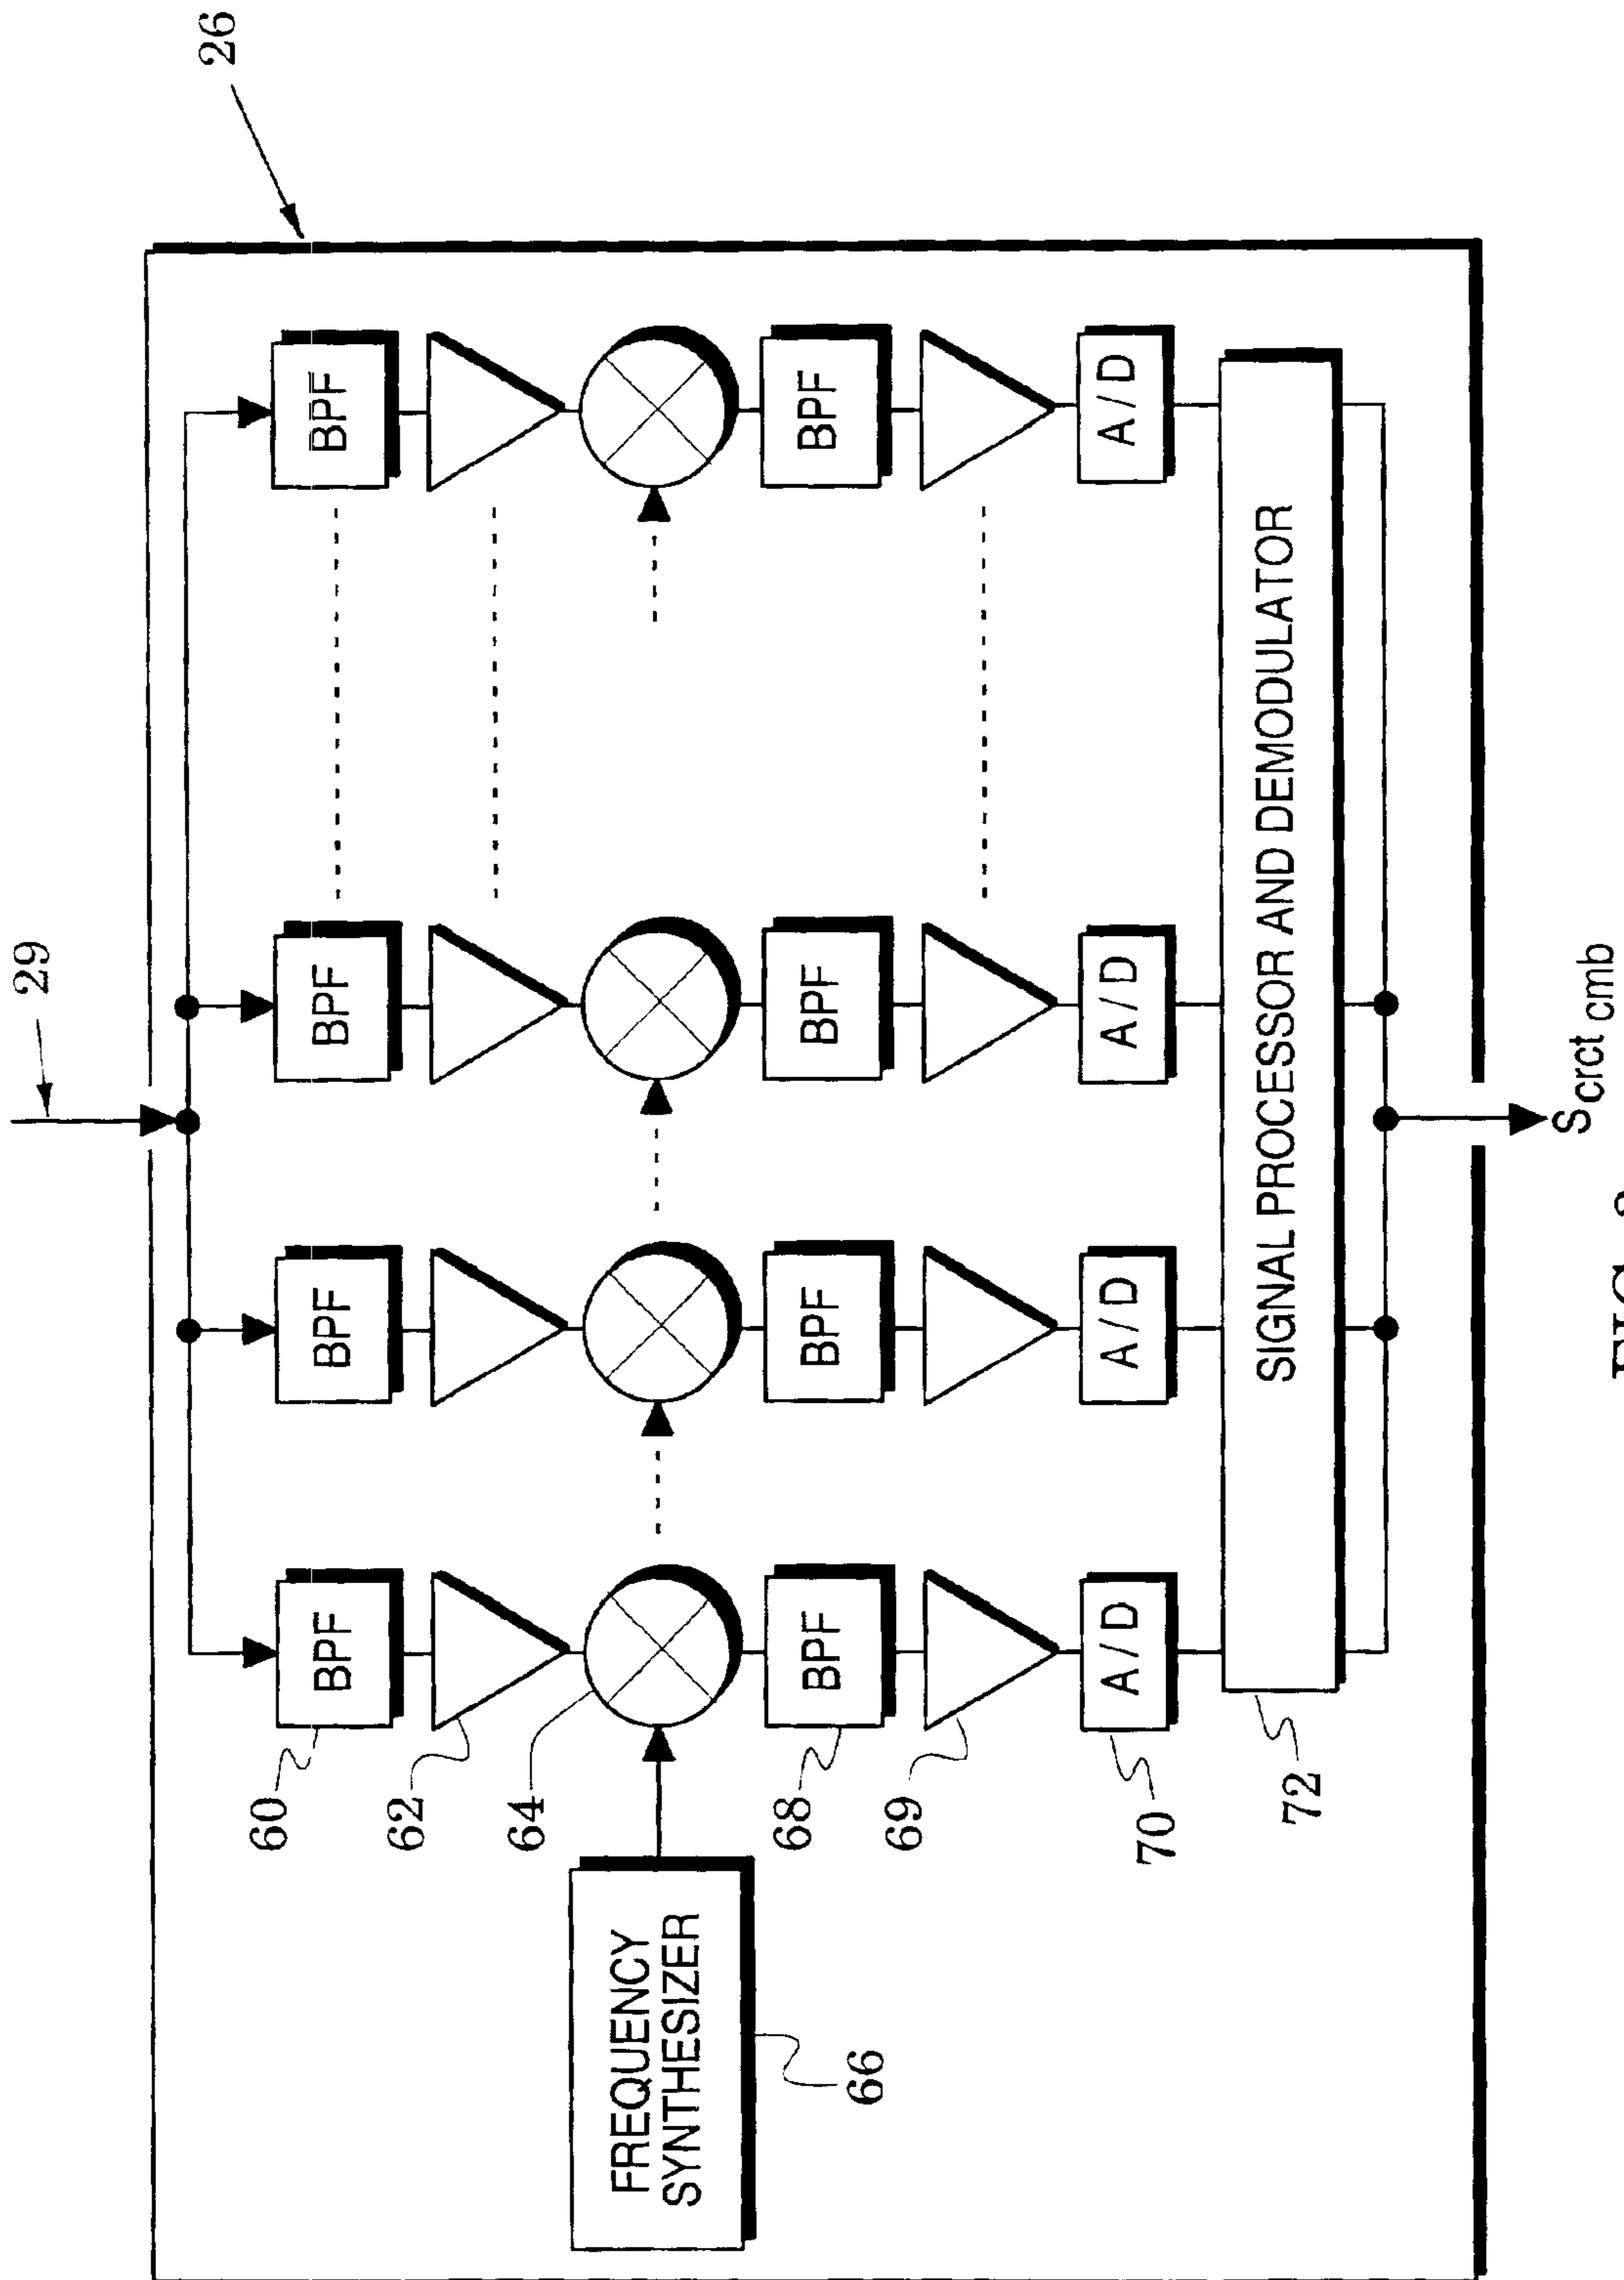 29
26
BPF BPF BPF BPF
60
62
64
FREQUENCY
SYNTHESIZER
66
BPF BPF BPF BPF
68
69
A/D A/D A/D A/D
70
SIGNAL PROCESSOR AND DEMODULATOR
72
Scrct cmb